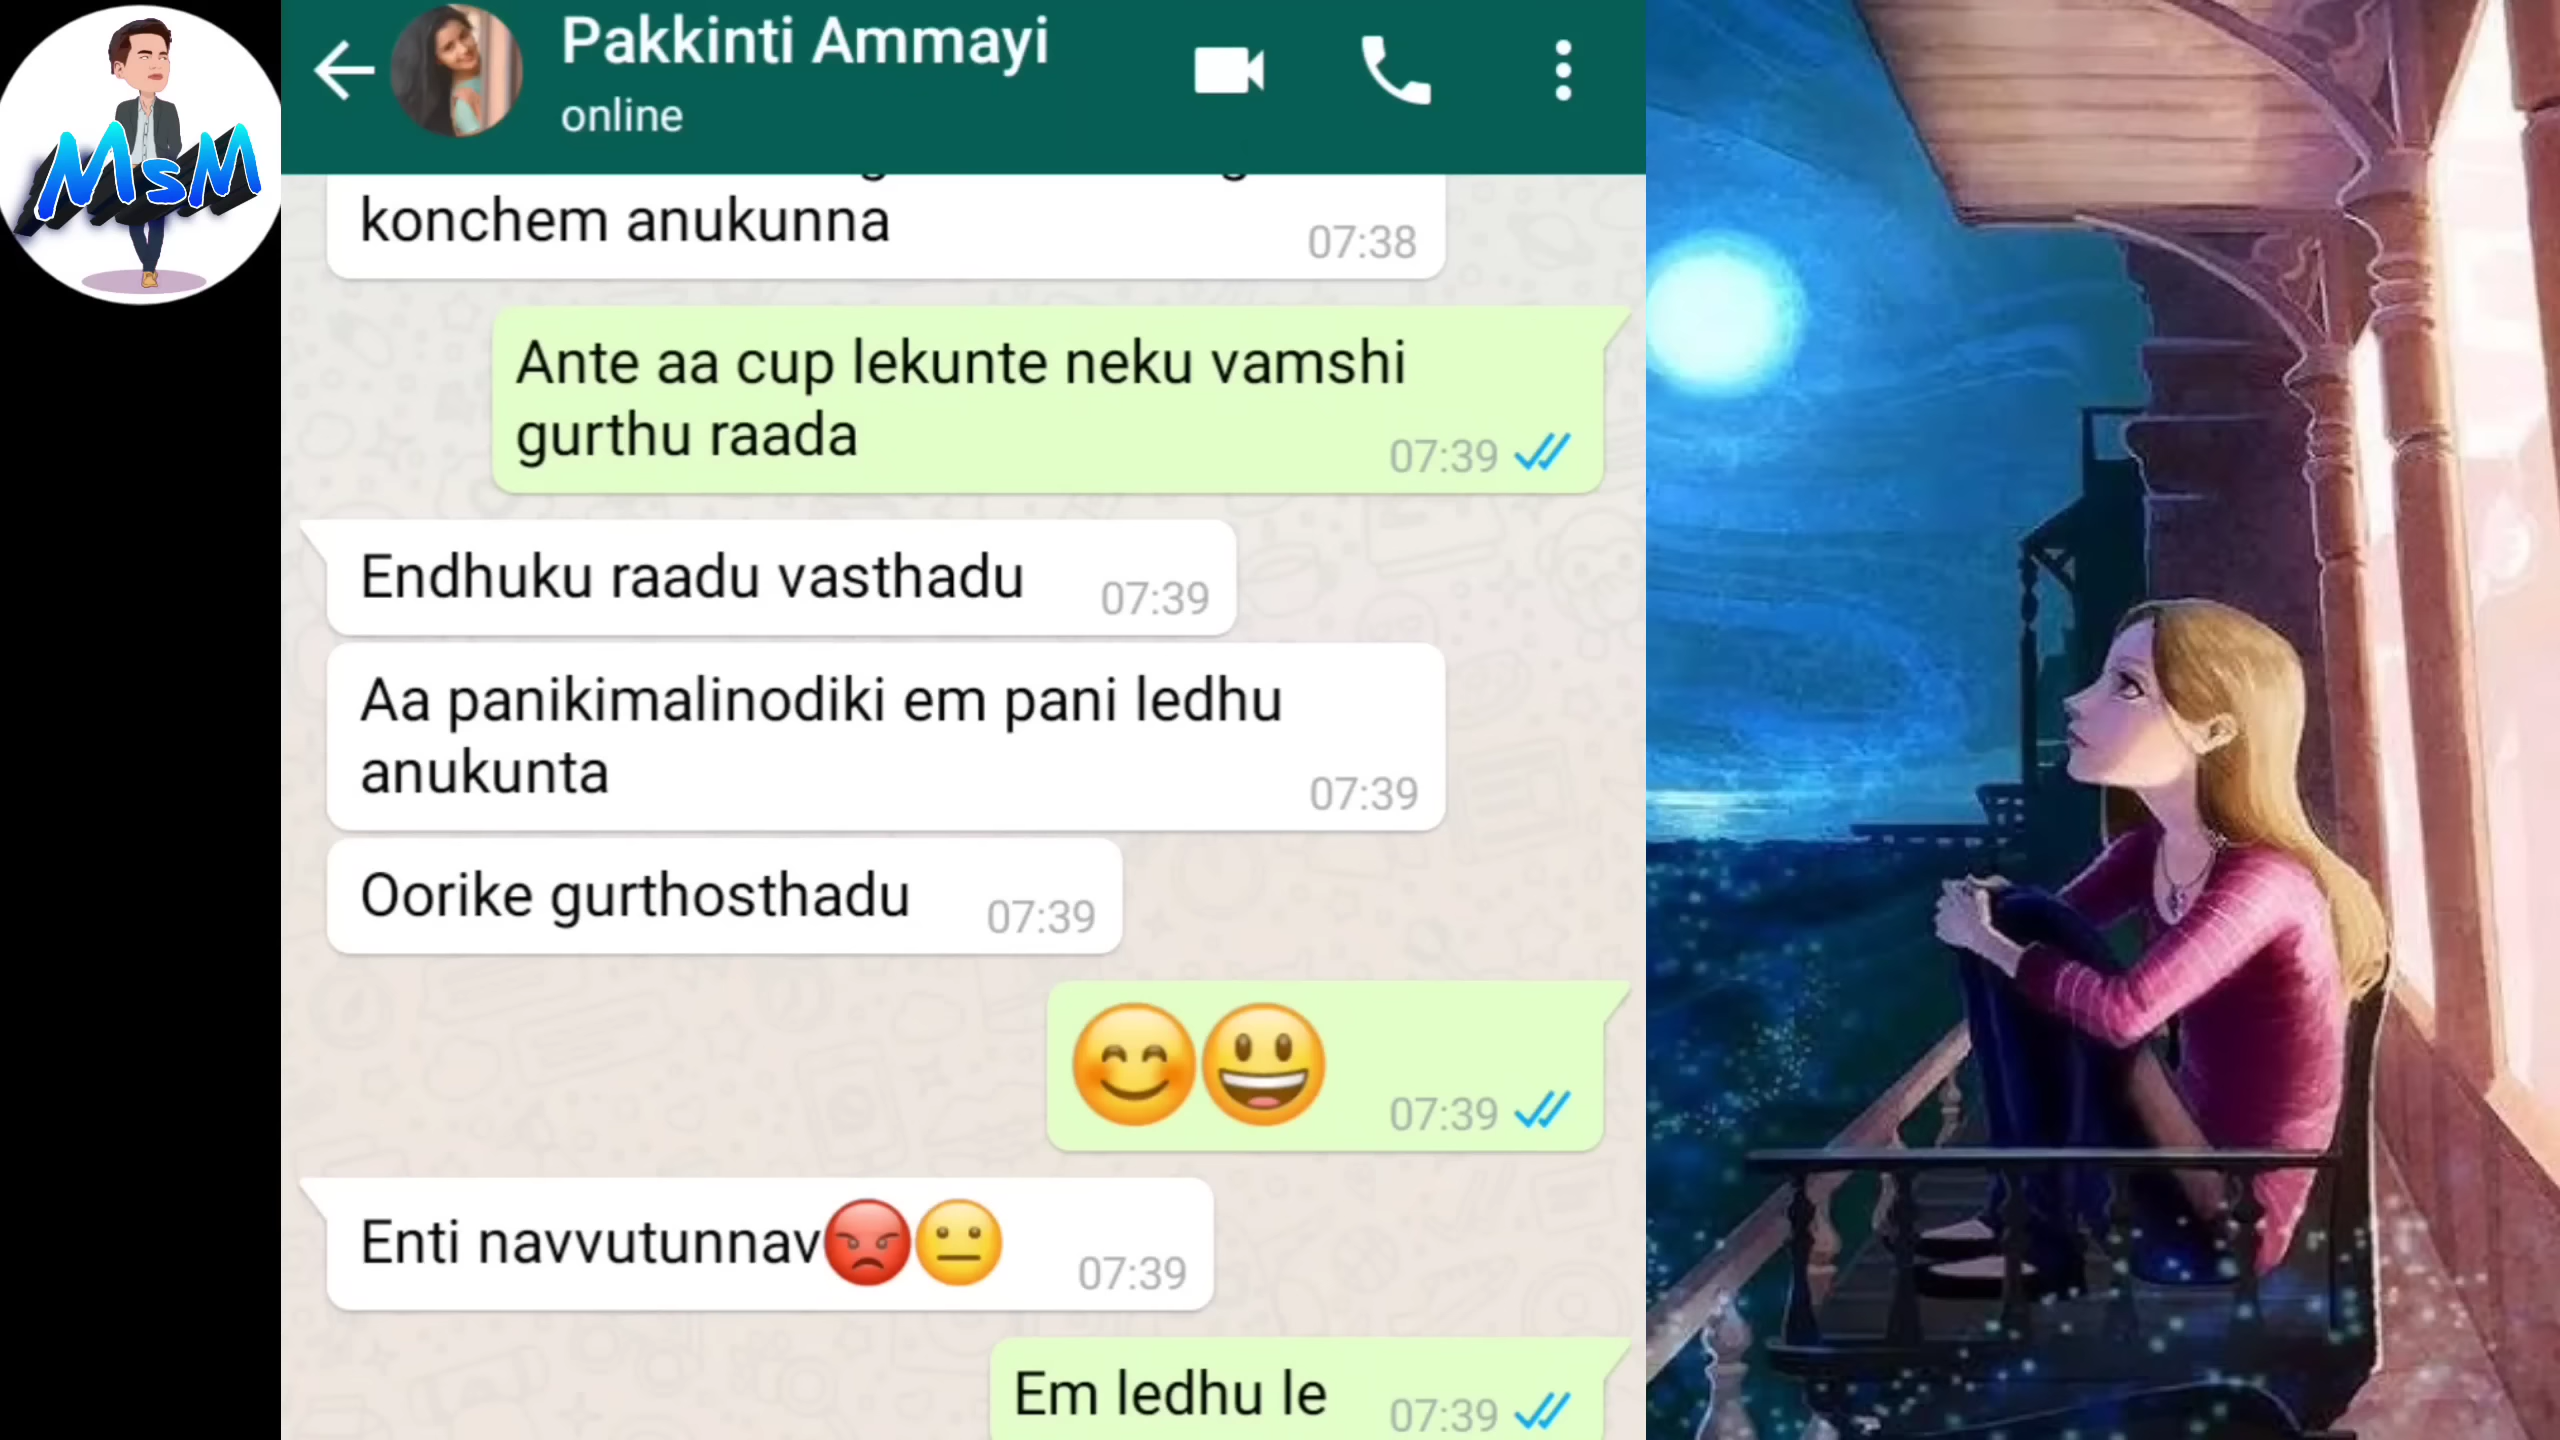 MsM
Pakkinti Ammayi
online
konchem anukunna
07:38
Ante aa cup lekunte neku vamshi
gurthu raada
07:39
Endhuku raadu vasthadu
07:39
Aa panikimalinodiki em pani ledhu
anukunta
07:39
Oorike gurthosthadu
07:39
😊😃
07:39
Enti navvutunnav😡😐
07:39
Em ledhu le
07:39